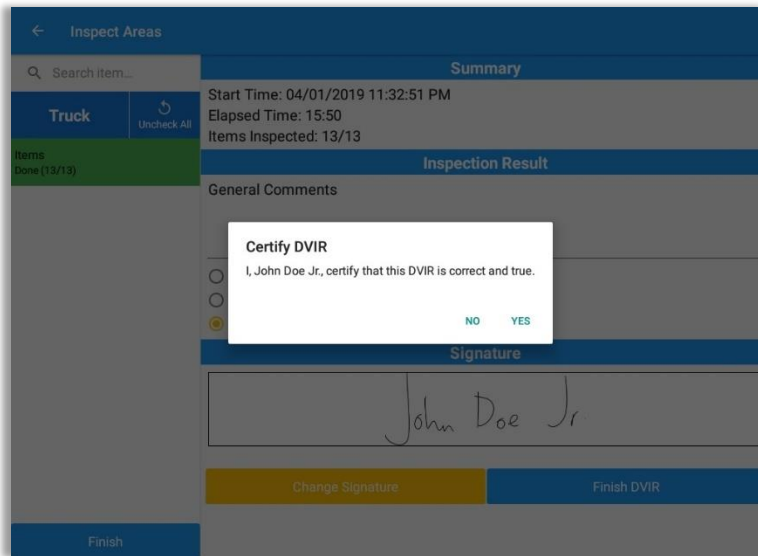 Inspect Areas
Search item...
Truck
Uncheck All
Items
Done (13/13)
Finish
Summary
Start Time: 04/01/2019 11:32:51 PM
Elapsed Time: 15:50
Items Inspected: 13/13
Inspection Result
General Comments
Certify DVIR
I, John Doe Jr., certify that this DVIR is correct and true.
NO YES
Signature
John Doe Jr.
Change Signature Finish DVIR